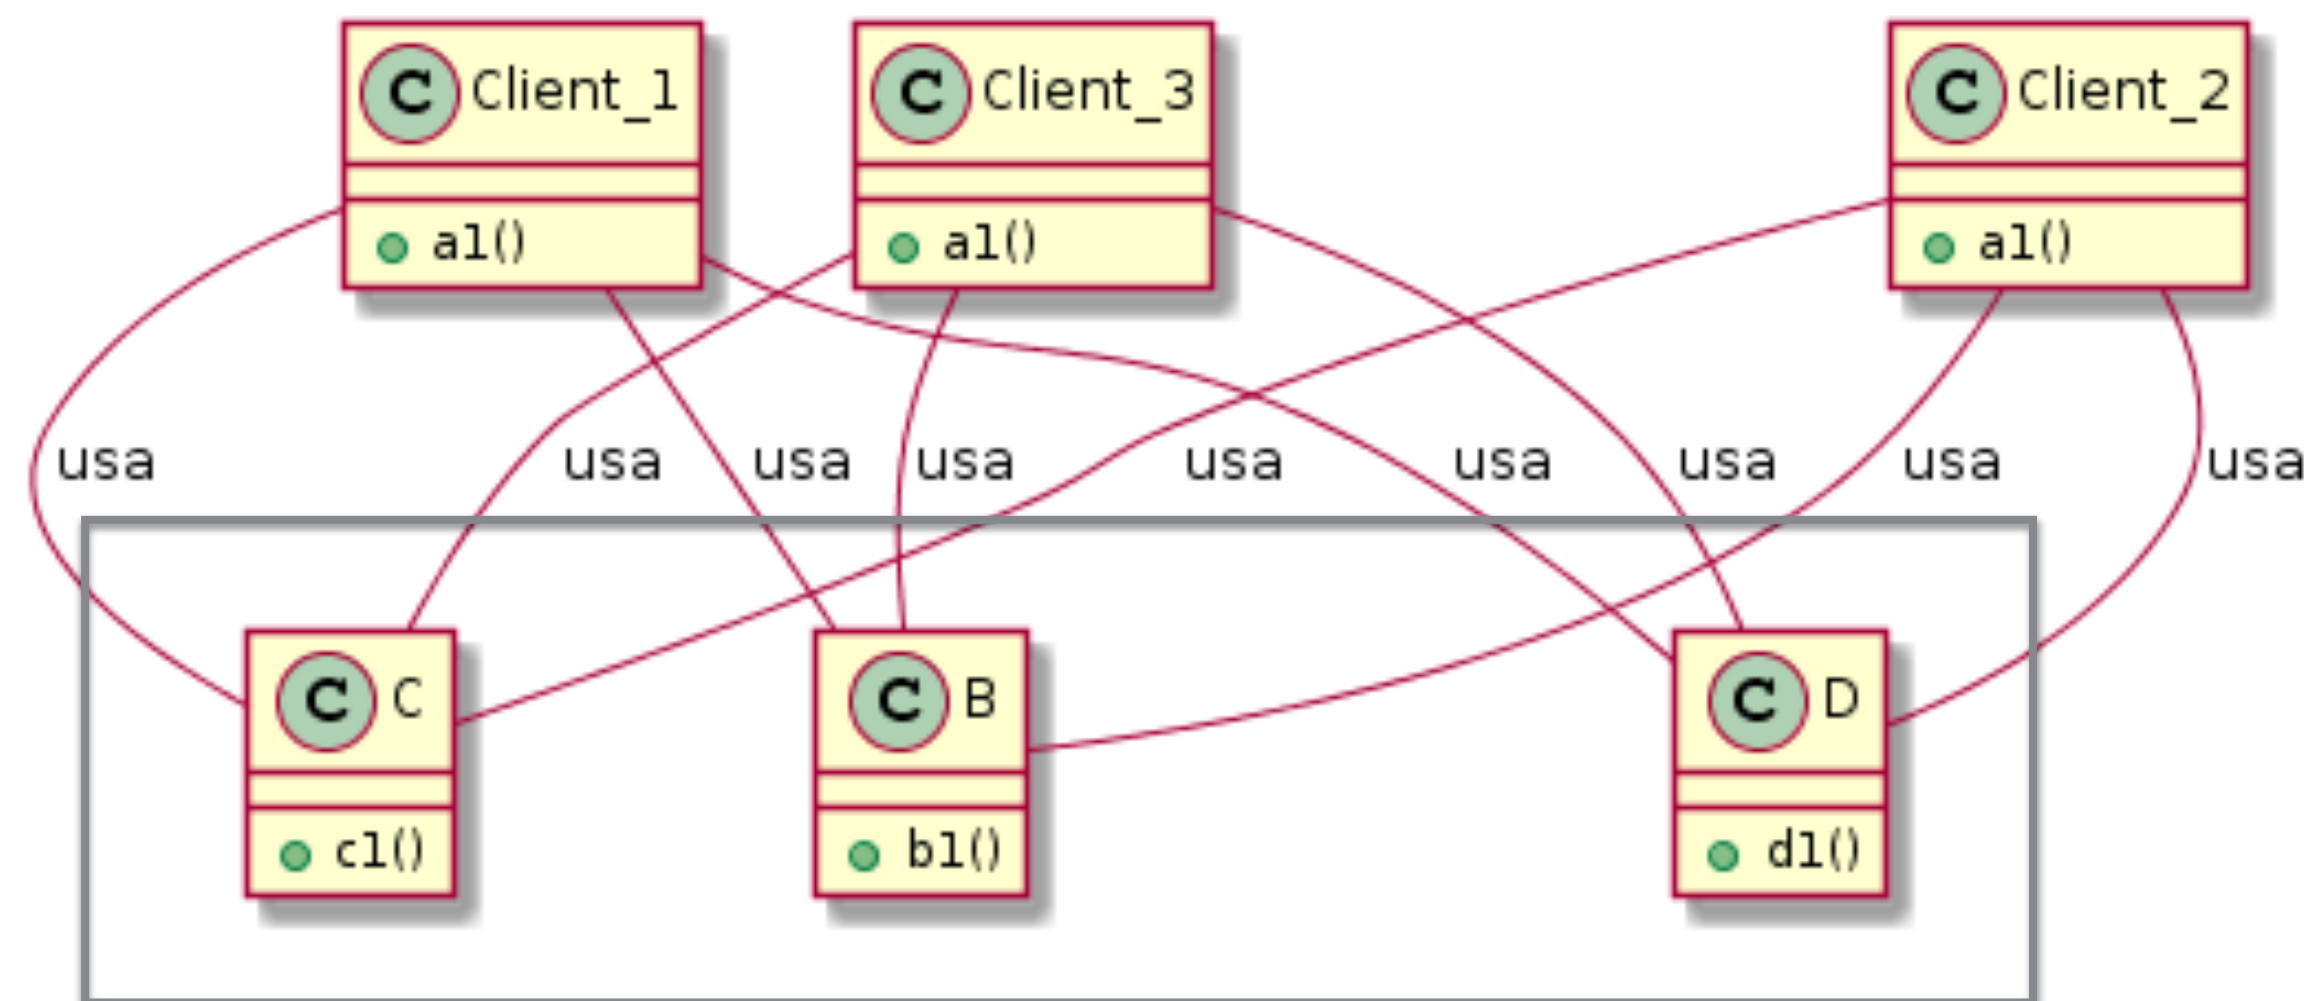 C Client_1
C Client_3
C Client_2
a1()
a1()
a1()
usa
usa
usa
usa
usa
usa
usa
usa
usa
C C
C B
C D
c1()
b1()
d1()